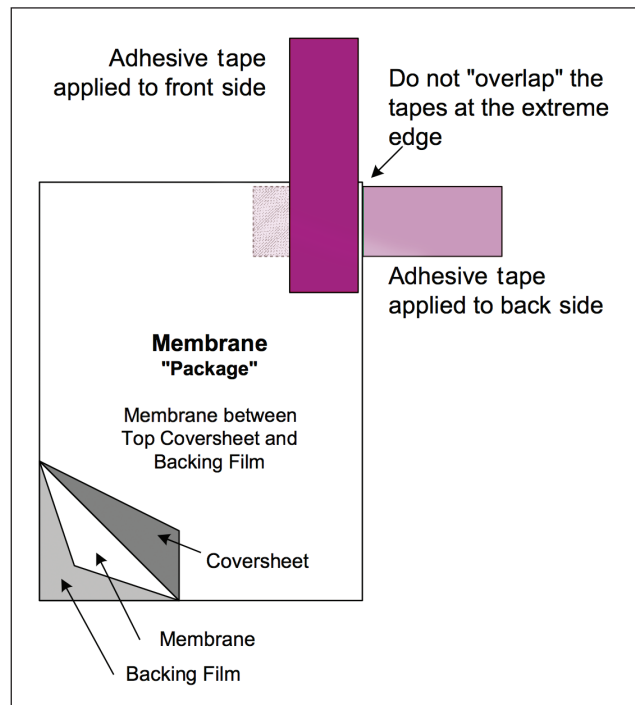 Adhesive tape
applied to front side
Do not "overlap" the
tapes at the extreme
edge
Adhesive tape
applied to back side
Membrane
"Package"
Membrane between
Top Coversheet and
Backing Film
Coversheet
Membrane
Backing Film